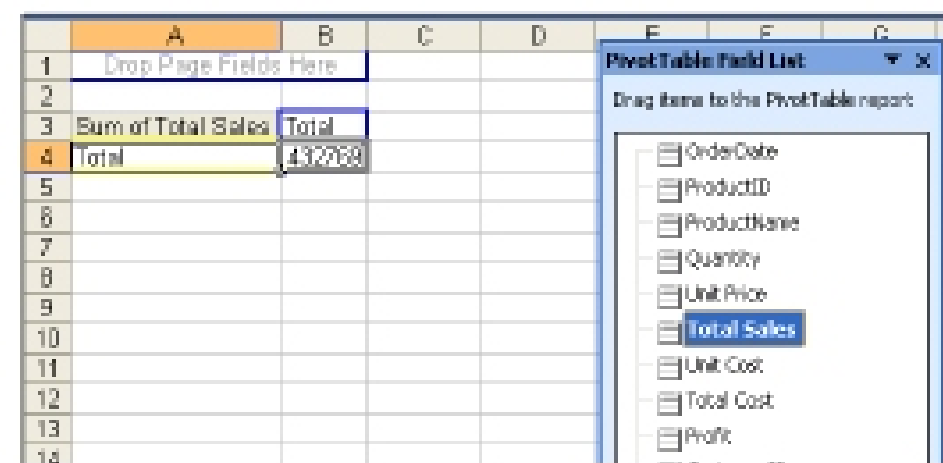 A B C D E F G
1 Drop Page Fields Here
2
3 Sum of Total Sales Total
4 Total 432769
5
6
7
8
9
10
11
12
13
14
PivotTable Field List
Drag items to the PivotTable report
OrderDate
ProductID
ProductName
Quantity
Unit Price
Total Sales
Unit Cost
Total Cost
Profit